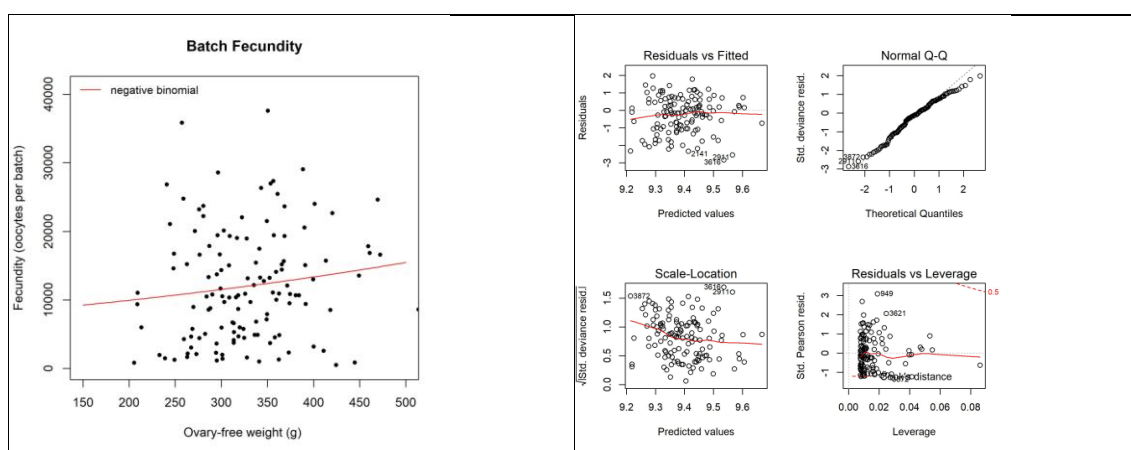 Batch Fecundity
negative binomial
Fecundity (oocytes per batch)
40000
30000
20000
10000
0
150 200 250 300 350 400 450 500
Ovary-free weight (g)
Residuals vs Fitted
Residuals
2
1
0
-1
-3
2141 2911
3616
9.2 9.3 9.4 9.5 9.6
Predicted values
Normal Q-Q
Std. deviance resid.
2
1
0
-1
-2
-3
3872
2911
3616
-2 -1 0 1 2
Theoretical Quantiles
Scale-Location
√|Std. deviance resid.|
1.5
1.0
0.5
0.0
3872
3616
2911
9.2 9.3 9.4 9.5 9.6
Predicted values
Residuals vs Leverage
Std. Pearson resid.
3
2
1
0
-1
949
3621
0.5
Cook's distance
0.00 0.02 0.04 0.06 0.08
Leverage